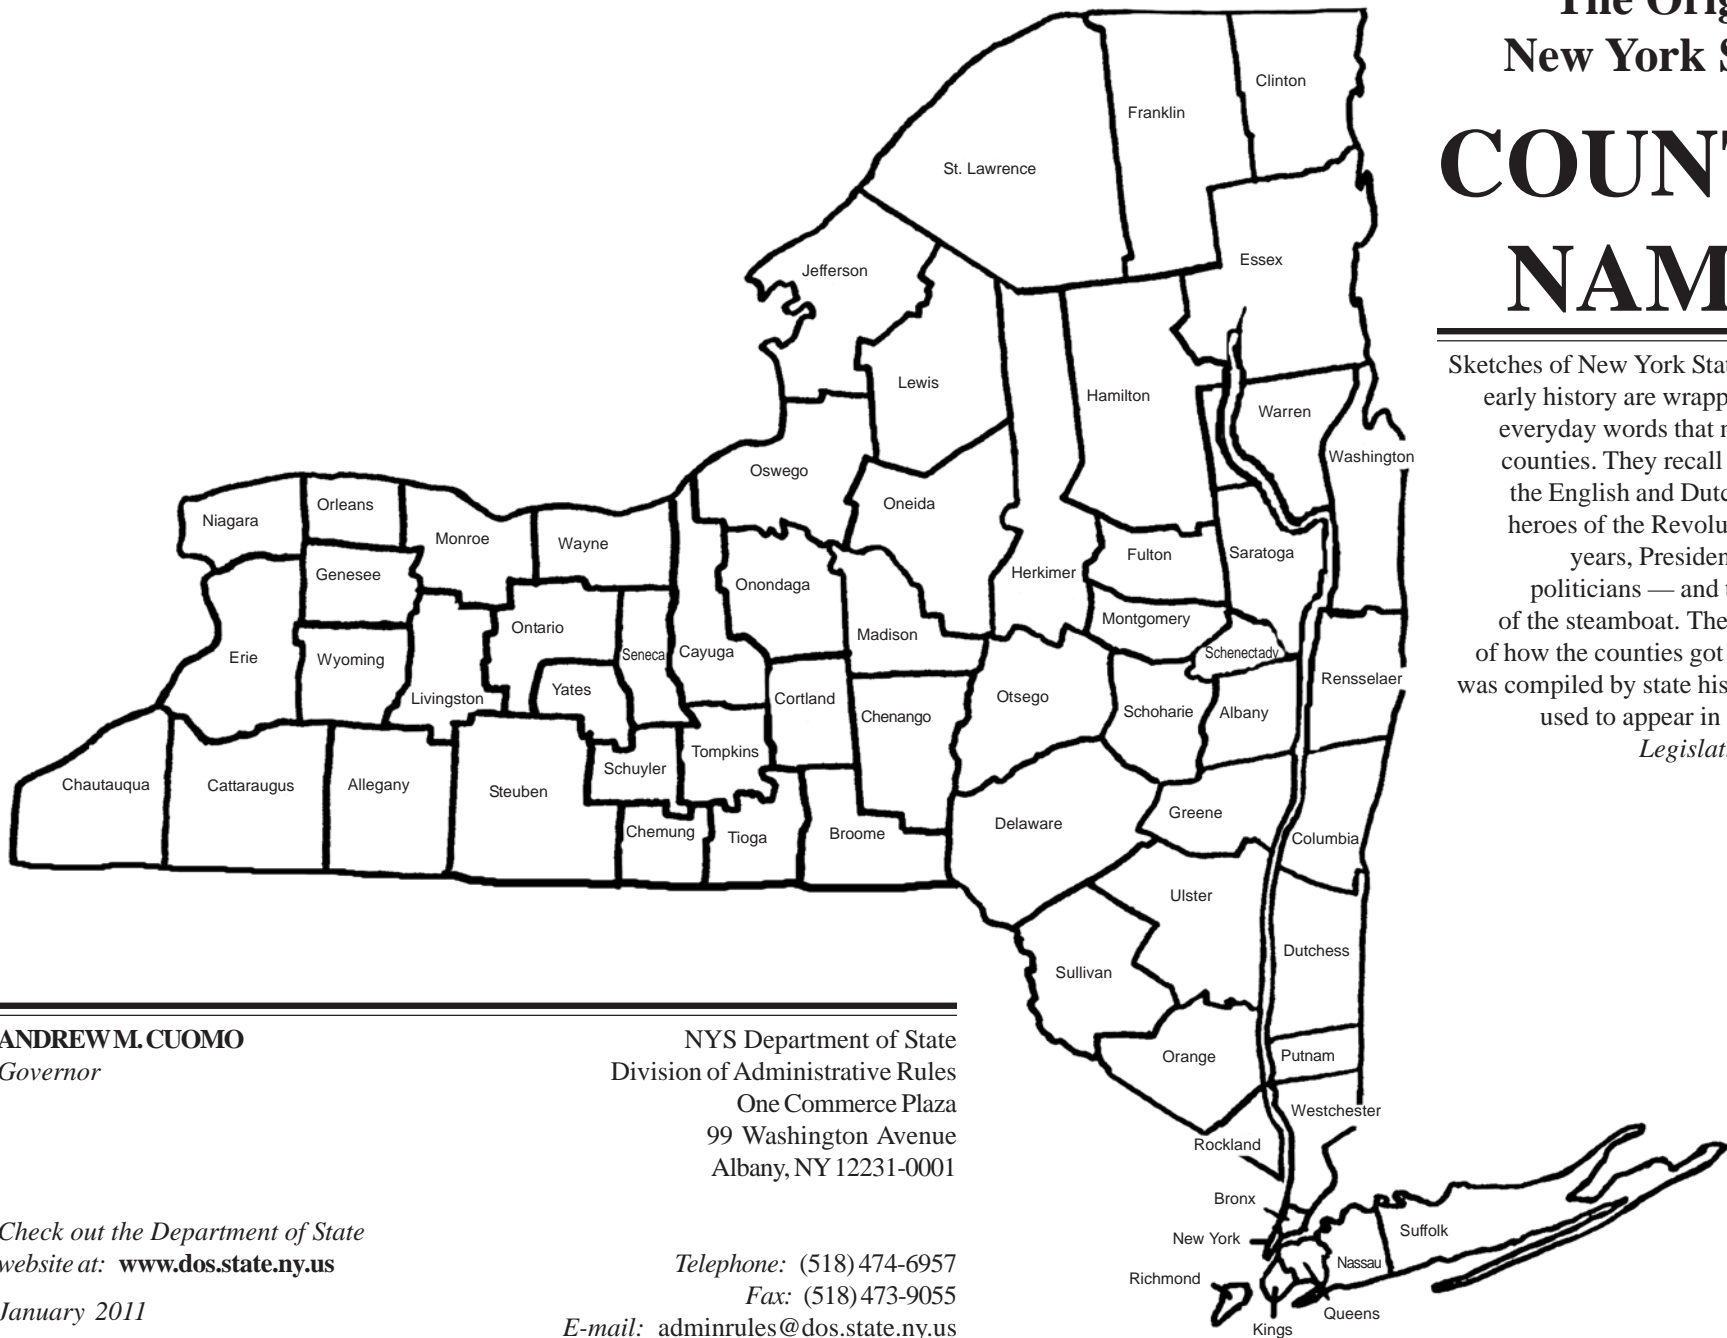 The Orig
New York S
COUNT
NAM
Sketches of New York Stat
early history are wrapp
everyday words that n
counties. They recall
the English and Dutc
heroes of the Revolu
years, Presiden
politicians — and t
of the steamboat. The
of how the counties got
was compiled by state his
used to appear in
Legislati
Clinton
Franklin
St. Lawrence
Essex
Jefferson
Lewis
Hamilton
Warren
Washington
Oswego
Oneida
Herkimer
Fulton
Saratoga
Niagara
Orleans
Monroe
Wayne
Genesee
Onondaga
Madison
Montgomery
Schenectady
Erie
Wyoming
Livingston
Ontario
Yates
Seneca
Cayuga
Cortland
Chenango
Otsego
Schoharie
Albany
Rensselaer
Chautauqua
Cattaraugus
Allegany
Steuben
Schuyler
Tompkins
Chemung
Tioga
Broome
Delaware
Greene
Columbia
Ulster
Sullivan
Dutchess
Orange
Putnam
Westchester
Rockland
Bronx
New York
Richmond
Kings
Queens
Nassau
Suffolk
ANDREW M. CUOMO
Governor
Check out the Department of State
website at: www.dos.state.ny.us
January 2011
NYS Department of State
Division of Administrative Rules
One Commerce Plaza
99 Washington Avenue
Albany, NY 12231-0001
Telephone: (518) 474-6957
Fax: (518) 473-9055
E-mail: adminrules@dos.state.ny.us